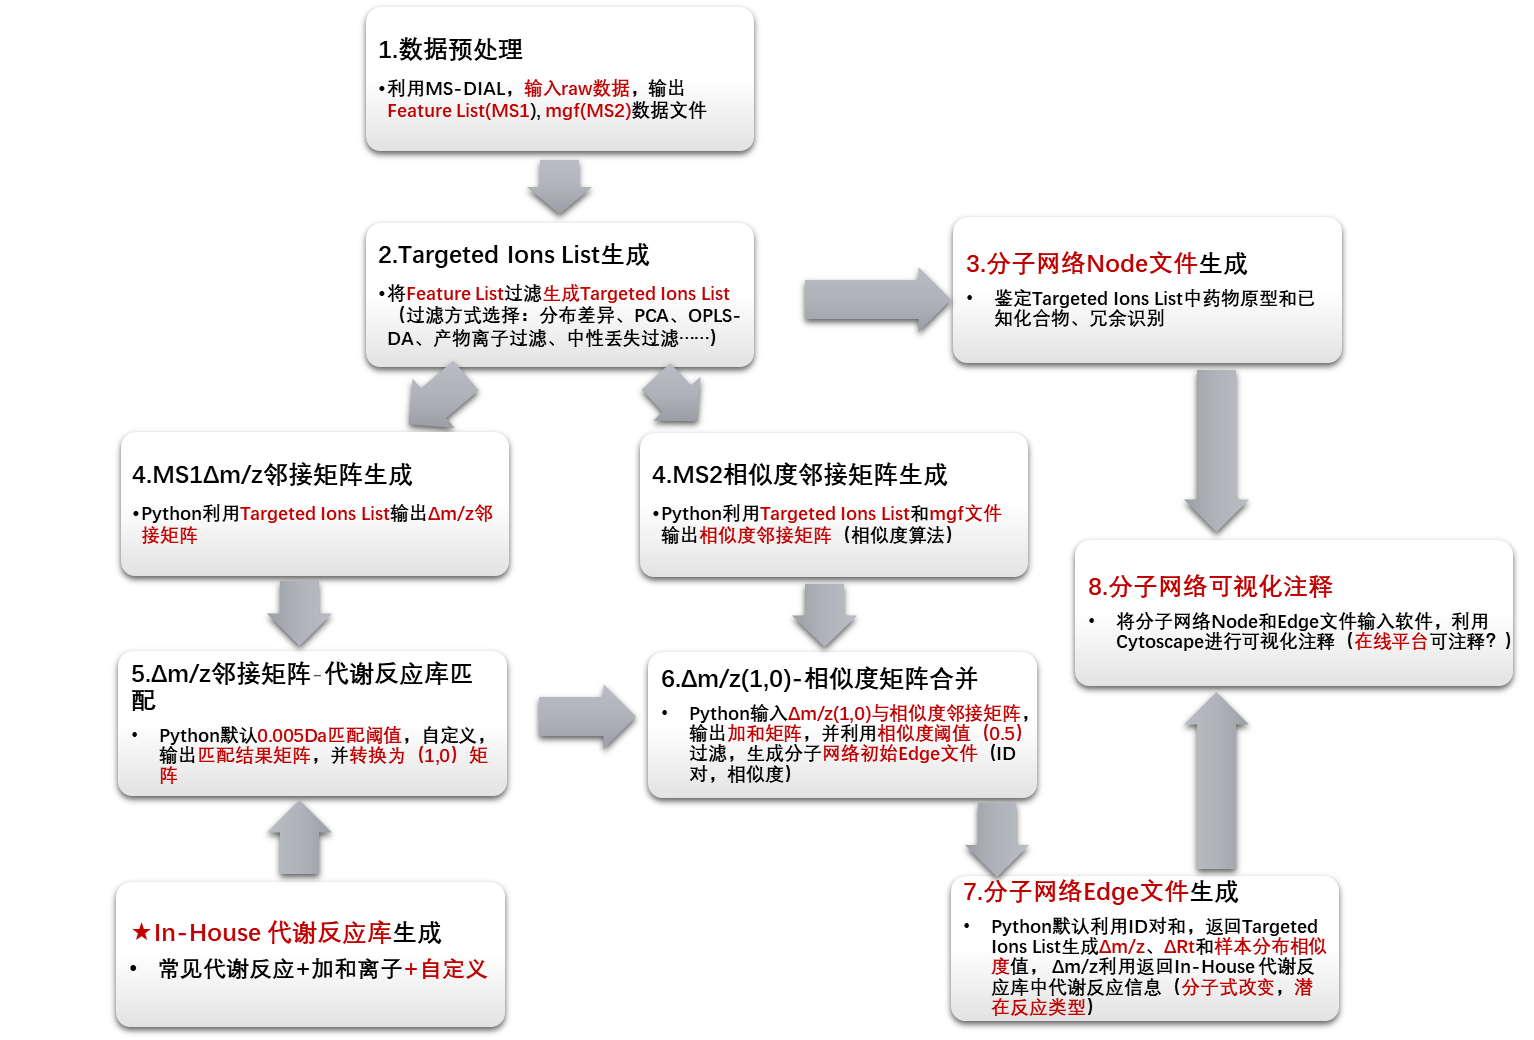 1.数据预处理
•利用MS-DIAL，输入raw数据，输出
Feature List(MS1), mgf(MS2)数据文件
2.Targeted Ions List生成
•将Feature List过滤生成Targeted Ions List
（过滤方式选择：分布差异、PCA、OPLS-
DA、产物离子过滤、中性丢失过滤……）
3.分子网络Node文件生成
• 鉴定Targeted Ions List中药物原型和已
知化合物、冗余识别
4.MS1Δm/z邻接矩阵生成
•Python利用Targeted Ions List输出Δm/z邻
接矩阵
4.MS2相似度邻接矩阵生成
•Python利用Targeted Ions List和mgf文件
输出相似度邻接矩阵（相似度算法）
8.分子网络可视化注释
• 将分子网络Node和Edge文件输入软件，利用
Cytoscape进行可视化注释（在线平台可注释？）
5.Δm/z邻接矩阵-代谢反应库匹
配
• Python默认0.005Da匹配阈值，自定义，
输出匹配结果矩阵，并转换为（1,0）矩
阵
6.Δm/z(1,0)-相似度矩阵合并
• Python输入Δm/z(1,0)与相似度邻接矩阵，
输出加和矩阵，并利用相似度阈值（0.5）
过滤，生成分子网络初始Edge文件（ID
对，相似度）
★In-House 代谢反应库生成
• 常见代谢反应+加和离子+自定义
7.分子网络Edge文件生成
• Python默认利用ID对和，返回Targeted
Ions List生成Δm/z、ΔRt和样本分布相似
度值， Δm/z利用返回In-House 代谢反
应库中代谢反应信息（分子式改变，潜
在反应类型）